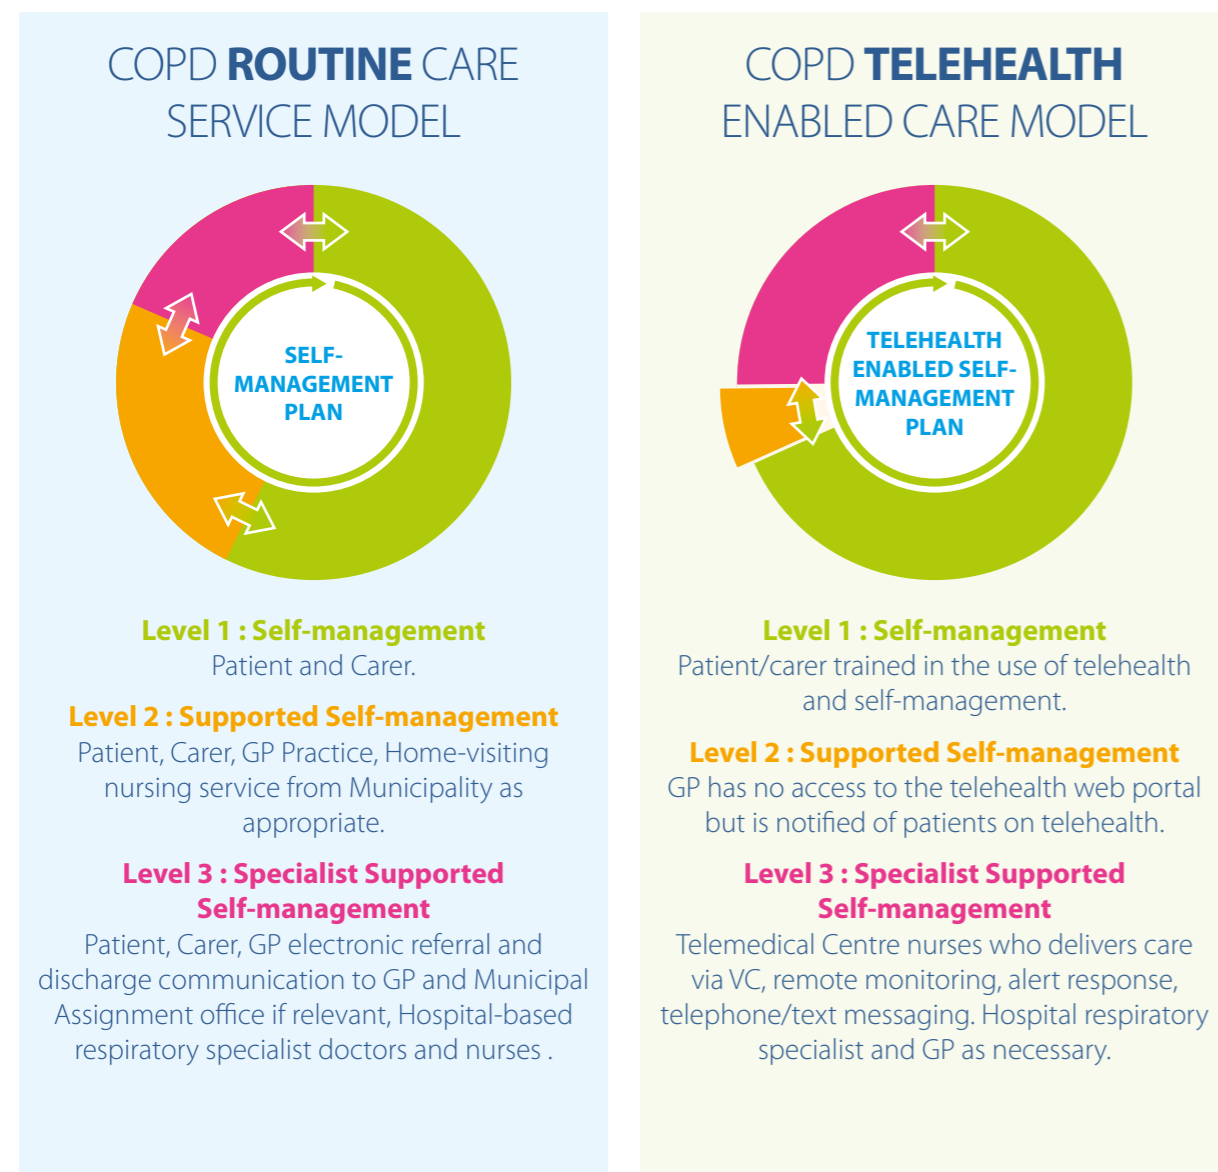 COPD ROUTINE CARE
SERVICE MODEL
SELF-
MANAGEMENT
PLAN
Level 1 : Self-management
Patient and Carer.
Level 2 : Supported Self-management
Patient, Carer, GP Practice, Home-visiting
nursing service from Municipality as
appropriate.
Level 3 : Specialist Supported
Self-management
Patient, Carer, GP electronic referral and
discharge communication to GP and Municipal
Assignment office if relevant, Hospital-based
respiratory specialist doctors and nurses .
COPD TELEHEALTH
ENABLED CARE MODEL
TELEHEALTH
ENABLED SELF-
MANAGEMENT
PLAN
Level 1 : Self-management
Patient/carer trained in the use of telehealth
and self-management.
Level 2 : Supported Self-management
GP has no access to the telehealth web portal
but is notified of patients on telehealth.
Level 3 : Specialist Supported
Self-management
Telemedical Centre nurses who delivers care
via VC, remote monitoring, alert response,
telephone/text messaging. Hospital respiratory
specialist and GP as necessary.